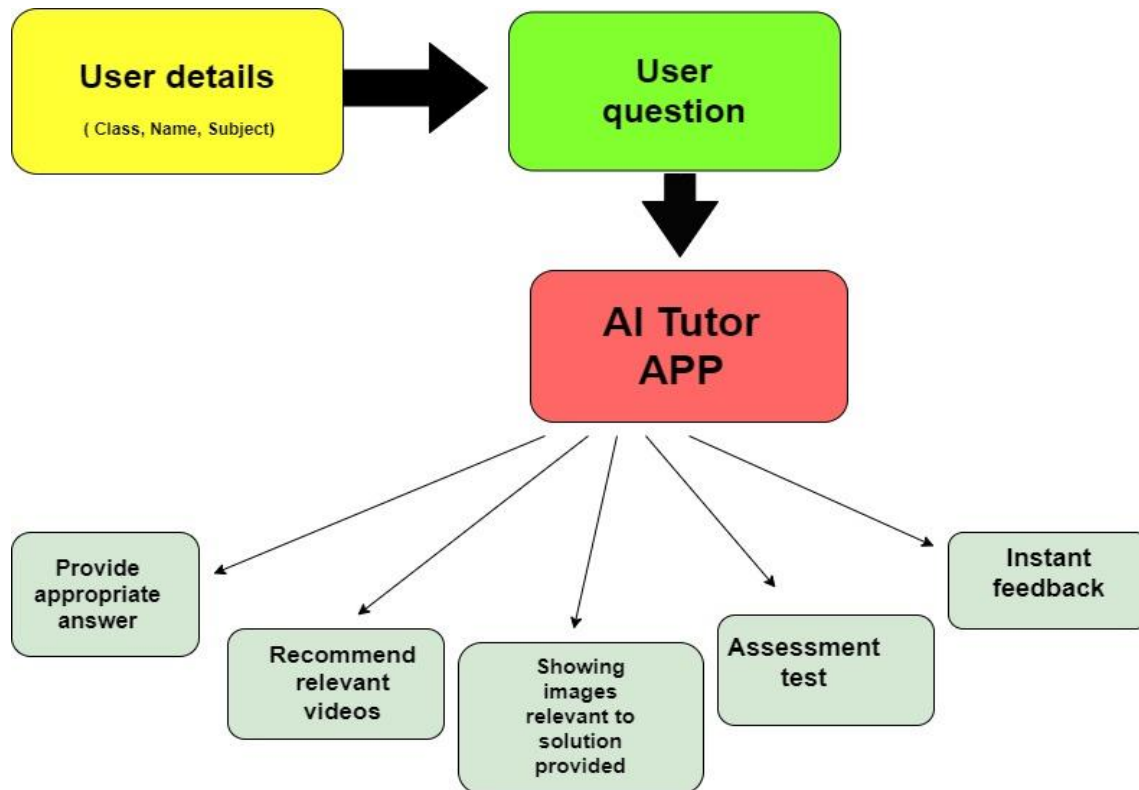 User details
( Class, Name, Subject)
User
question
AI Tutor
APP
Provide
appropriate
answer
Recommend
relevant
videos
Showing
images
relevant to
solution
provided
Assessment
test
Instant
feedback